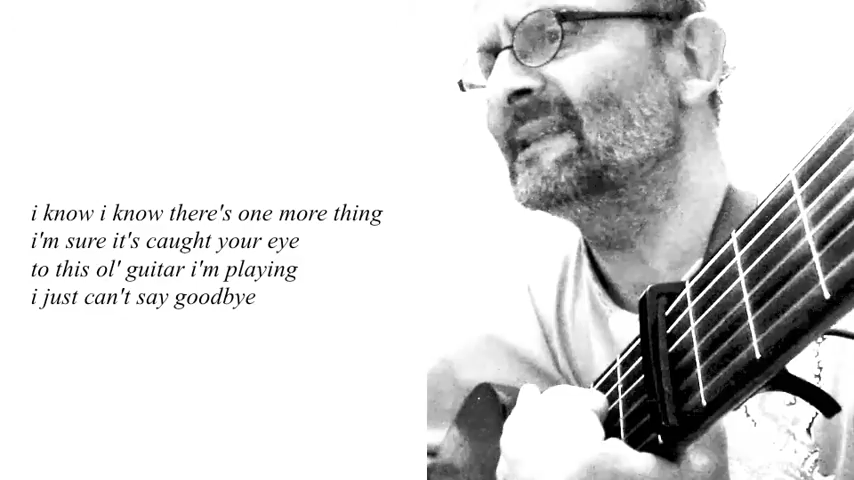 i know i know there's one more thing
i'm sure it's caught your eye
to this ol' guitar i'm playing
i just can't say goodbye